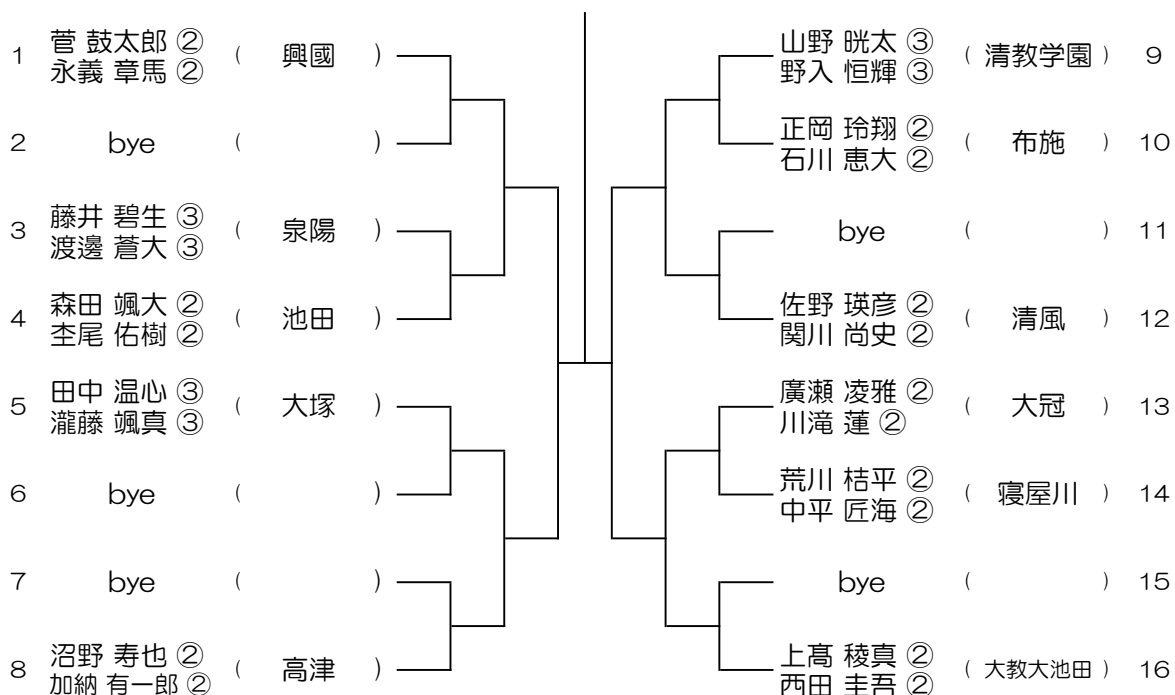 1 菅 鼓太郎 ② ( 興國 )
永義 章馬 ②
2 bye ( )
3 藤井 碧生 ③ ( 泉陽 )
渡邊 蒼大 ③
4 森田 颯大 ② ( 池田 )
杢尾 佑樹 ②
5 田中 温心 ③ ( 大塚 )
瀧藤 颯真 ③
6 bye ( )
7 bye ( )
8 沼野 寿也 ② ( 高津 )
加納 有一郎 ②
山野 晄太 ③ ( 清教学園 ) 9
野入 恒輝 ③
正岡 玲翔 ② ( 布施 ) 10
石川 恵大 ②
bye ( ) 11
佐野 瑛彦 ② ( 清風 ) 12
関川 尚史 ②
廣瀬 凌雅 ② ( 大冠 ) 13
川滝 蓮 ②
荒川 桔平 ② ( 寝屋川 ) 14
中平 匠海 ②
bye ( ) 15
上髙 稜真 ② ( 大教大池田 ) 16
西田 圭吾 ②